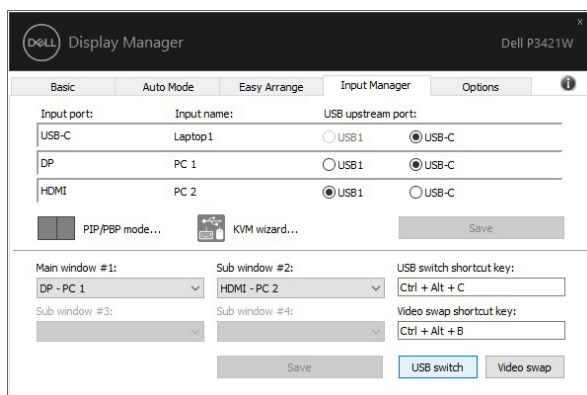 x
DELL Display Manager Dell P3421W
Basic Auto Mode Easy Arrange Input Manager Options i
Input port: Input name: USB upstream port:
USB-C Laptop1 USB1 USB-C
DP PC 1 USB1 USB-C
HDMI PC 2 USB1 USB-C
PIP/PBP mode... KVM wizard... Save
Main window #1: Sub window #2: USB switch shortcut key:
DP - PC 1 HDMI - PC 2 Ctrl + Alt + C
Sub window #3: Sub window #4: Video swap shortcut key:
Ctrl + Alt + B
Save USB switch Video swap